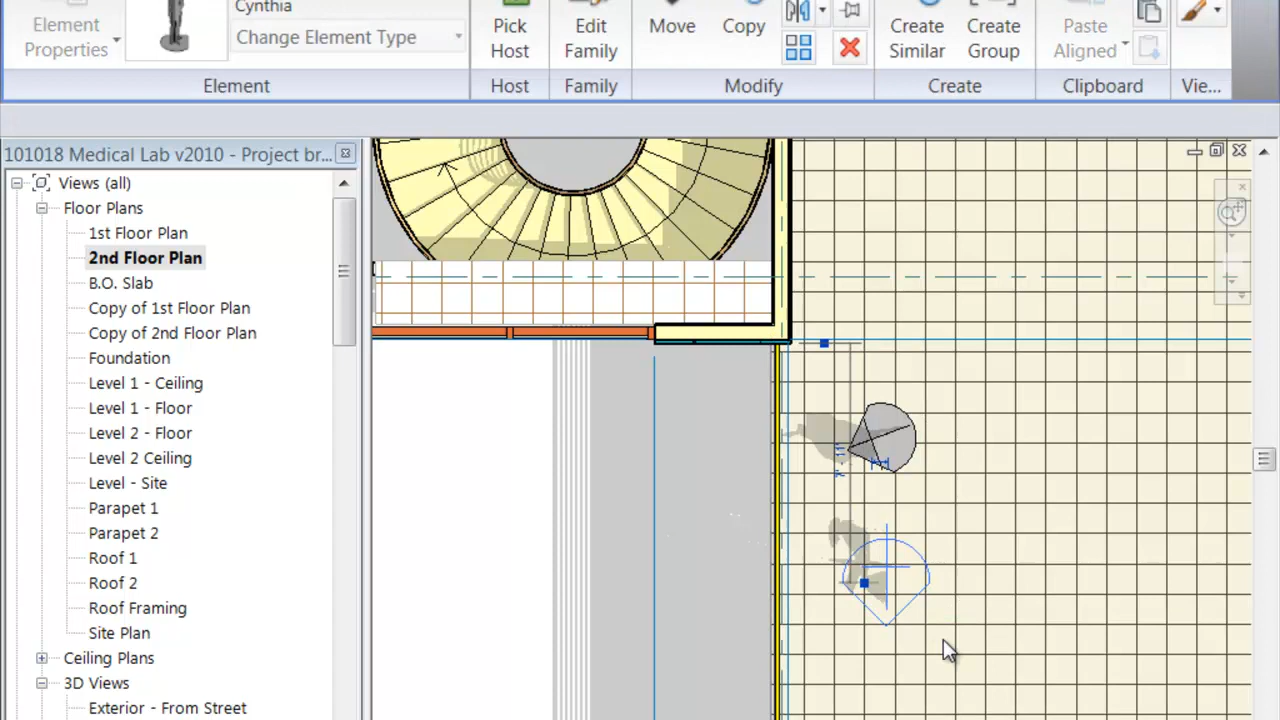 Cynthia
Element
Properties
Change Element Type
Pick
Host
Edit
Family
Move
Copy
Create
Similar
Create
Group
Paste
Aligned
Element
Host
Family
Modify
Create
Clipboard
Vie...
101018 Medical Lab v2010 - Project br...
Views (all)
Floor Plans
1st Floor Plan
2nd Floor Plan
B.O. Slab
Copy of 1st Floor Plan
Copy of 2nd Floor Plan
Foundation
Level 1 - Ceiling
Level 1 - Floor
Level 2 - Floor
Level 2 Ceiling
Level - Site
Parapet 1
Parapet 2
Roof 1
Roof 2
Roof Framing
Site Plan
Ceiling Plans
3D Views
Exterior - From Street